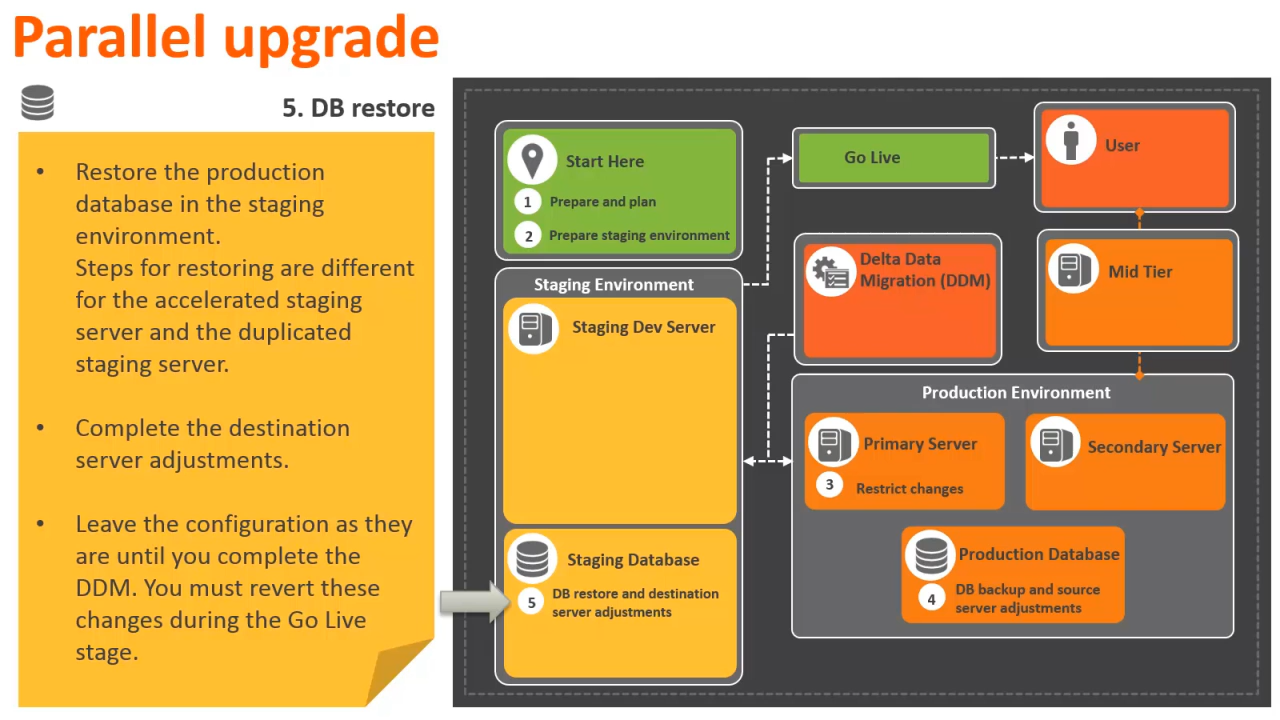 Parallel upgrade
5. DB restore
• Restore the production
database in the staging
environment.
Steps for restoring are different
for the accelerated staging
server and the duplicated
staging server.
• Complete the destination
server adjustments.
• Leave the configuration as they
are until you complete the
DDM. You must revert these
changes during the Go Live
stage.
Start Here
1 Prepare and plan
2 Prepare staging environment
Staging Environment
Staging Dev Server
Staging Database
5 DB restore and destination
server adjustments
Go Live
User
Delta Data
Migration (DDM)
Mid Tier
Production Environment
Primary Server
3 Restrict changes
Secondary Server
Production Database
4 DB backup and source
server adjustments